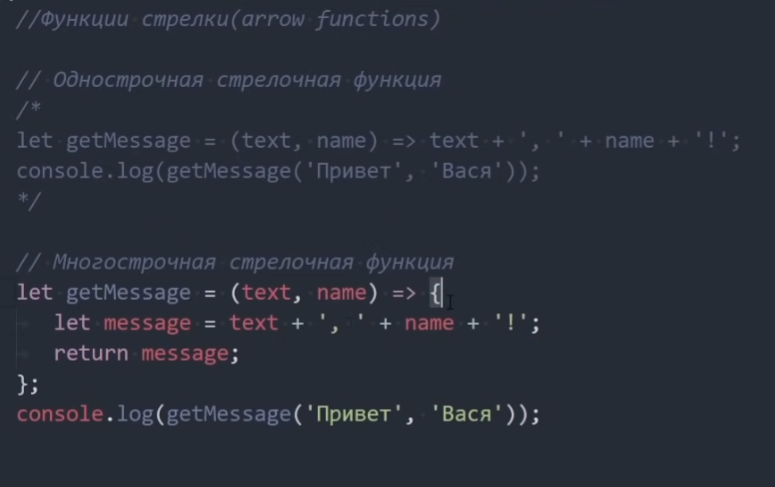 //Функции стрелки(arrow functions)
// Однострочная стрелочная функция
/*
let getMessage = (text, name) => text + ', ' + name + '!';
console.log(getMessage('Привет', 'Вася'));
*/
// Многострочная стрелочная функция
let getMessage = (text, name) => {
let message = text + ', ' + name + '!';
return message;
};
console.log(getMessage('Привет', 'Вася'));